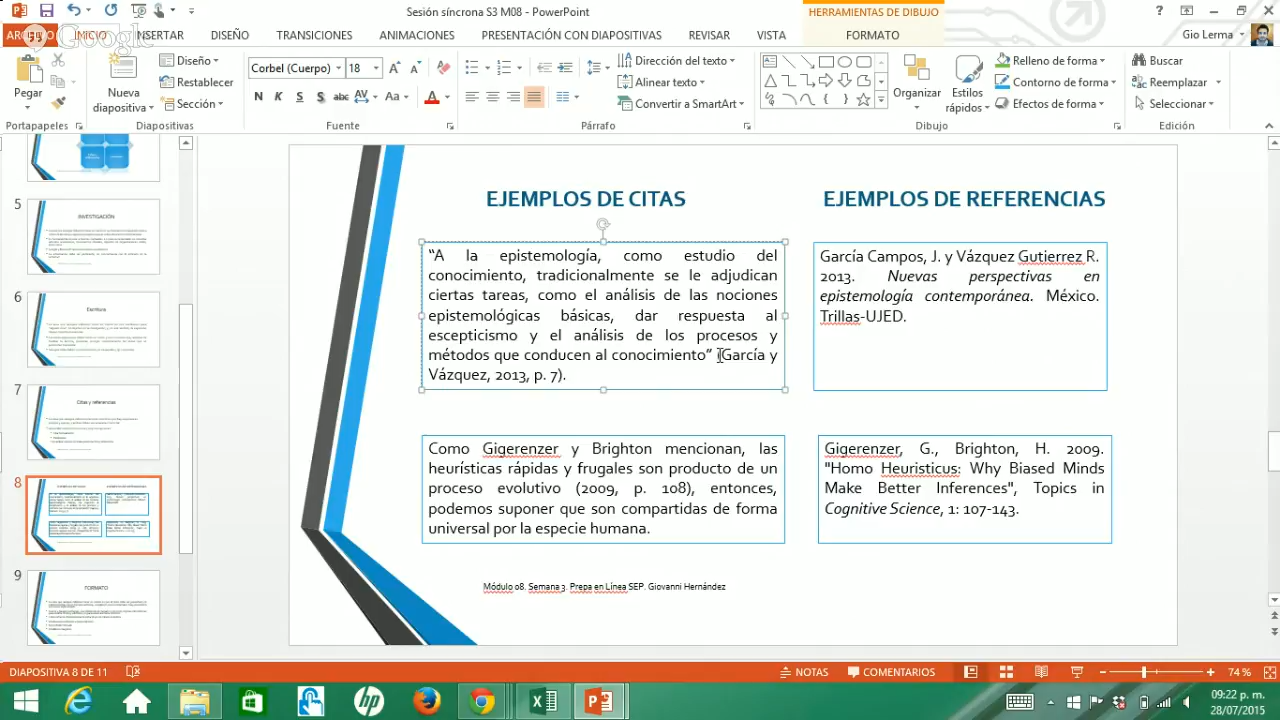 Sesión síncrona S3 M08 - PowerPoint
HERRAMIENTAS DE DIBUJO
ARCHIVO INICIO INSERTAR DISEÑO TRANSICIONES ANIMACIONES PRESENTACIÓN CON DIAPOSITIVAS REVISAR VISTA FORMATO
Google
Gio Lerma
Pegar
Portapapeles
Nueva diapositiva
Diseño
Restablecer
Sección
Diapositivas
Corbel (Cuerpo) 18
N K S S abc AV Aa A
Fuente
Dirección del texto
Alinear texto
Convertir a SmartArt
Párrafo
Organizar
Estilos rápidos
Relleno de forma
Contorno de forma
Efectos de forma
Dibujo
Buscar
Reemplazar
Seleccionar
Edición
5
INVESTIGACIÓN
6
Escritura
7
Citas y referencias
8
9
FORMATO
EJEMPLOS DE CITAS
“A la epistemología, como estudio del
conocimiento, tradicionalmente se le adjudican
ciertas tareas, como el análisis de las nociones
epistemológicas básicas, dar respuesta al
escepticismo y el análisis de los procesos y
métodos que conducen al conocimiento” (García y
Vázquez, 2013, p. 7).
EJEMPLOS DE REFERENCIAS
García Campos, J. y Vázquez Gutierrez R.
2013. Nuevas perspectivas en
epistemología contemporánea. México.
Trillas-UJED.
Como Gigerenzer y Brighton mencionan, las
heurísticas rápidas y frugales son producto de un
proceso evolutivo (2009, p. 108) entonces
podemos suponer que son compartidas de forma
universal en la especie humana.
Gigerenzer, G., Brighton, H. 2009.
"Homo Heuristicus: Why Biased Minds
Make Better Inferences", Topics in
Cognitive Science, 1: 107-143.
Módulo 08 Semana 3 Prepa en Línea SEP. Giovanni Hernández
DIAPOSITIVA 8 DE 11
NOTAS
COMENTARIOS
74 %
09:22 p. m.
28/07/2015